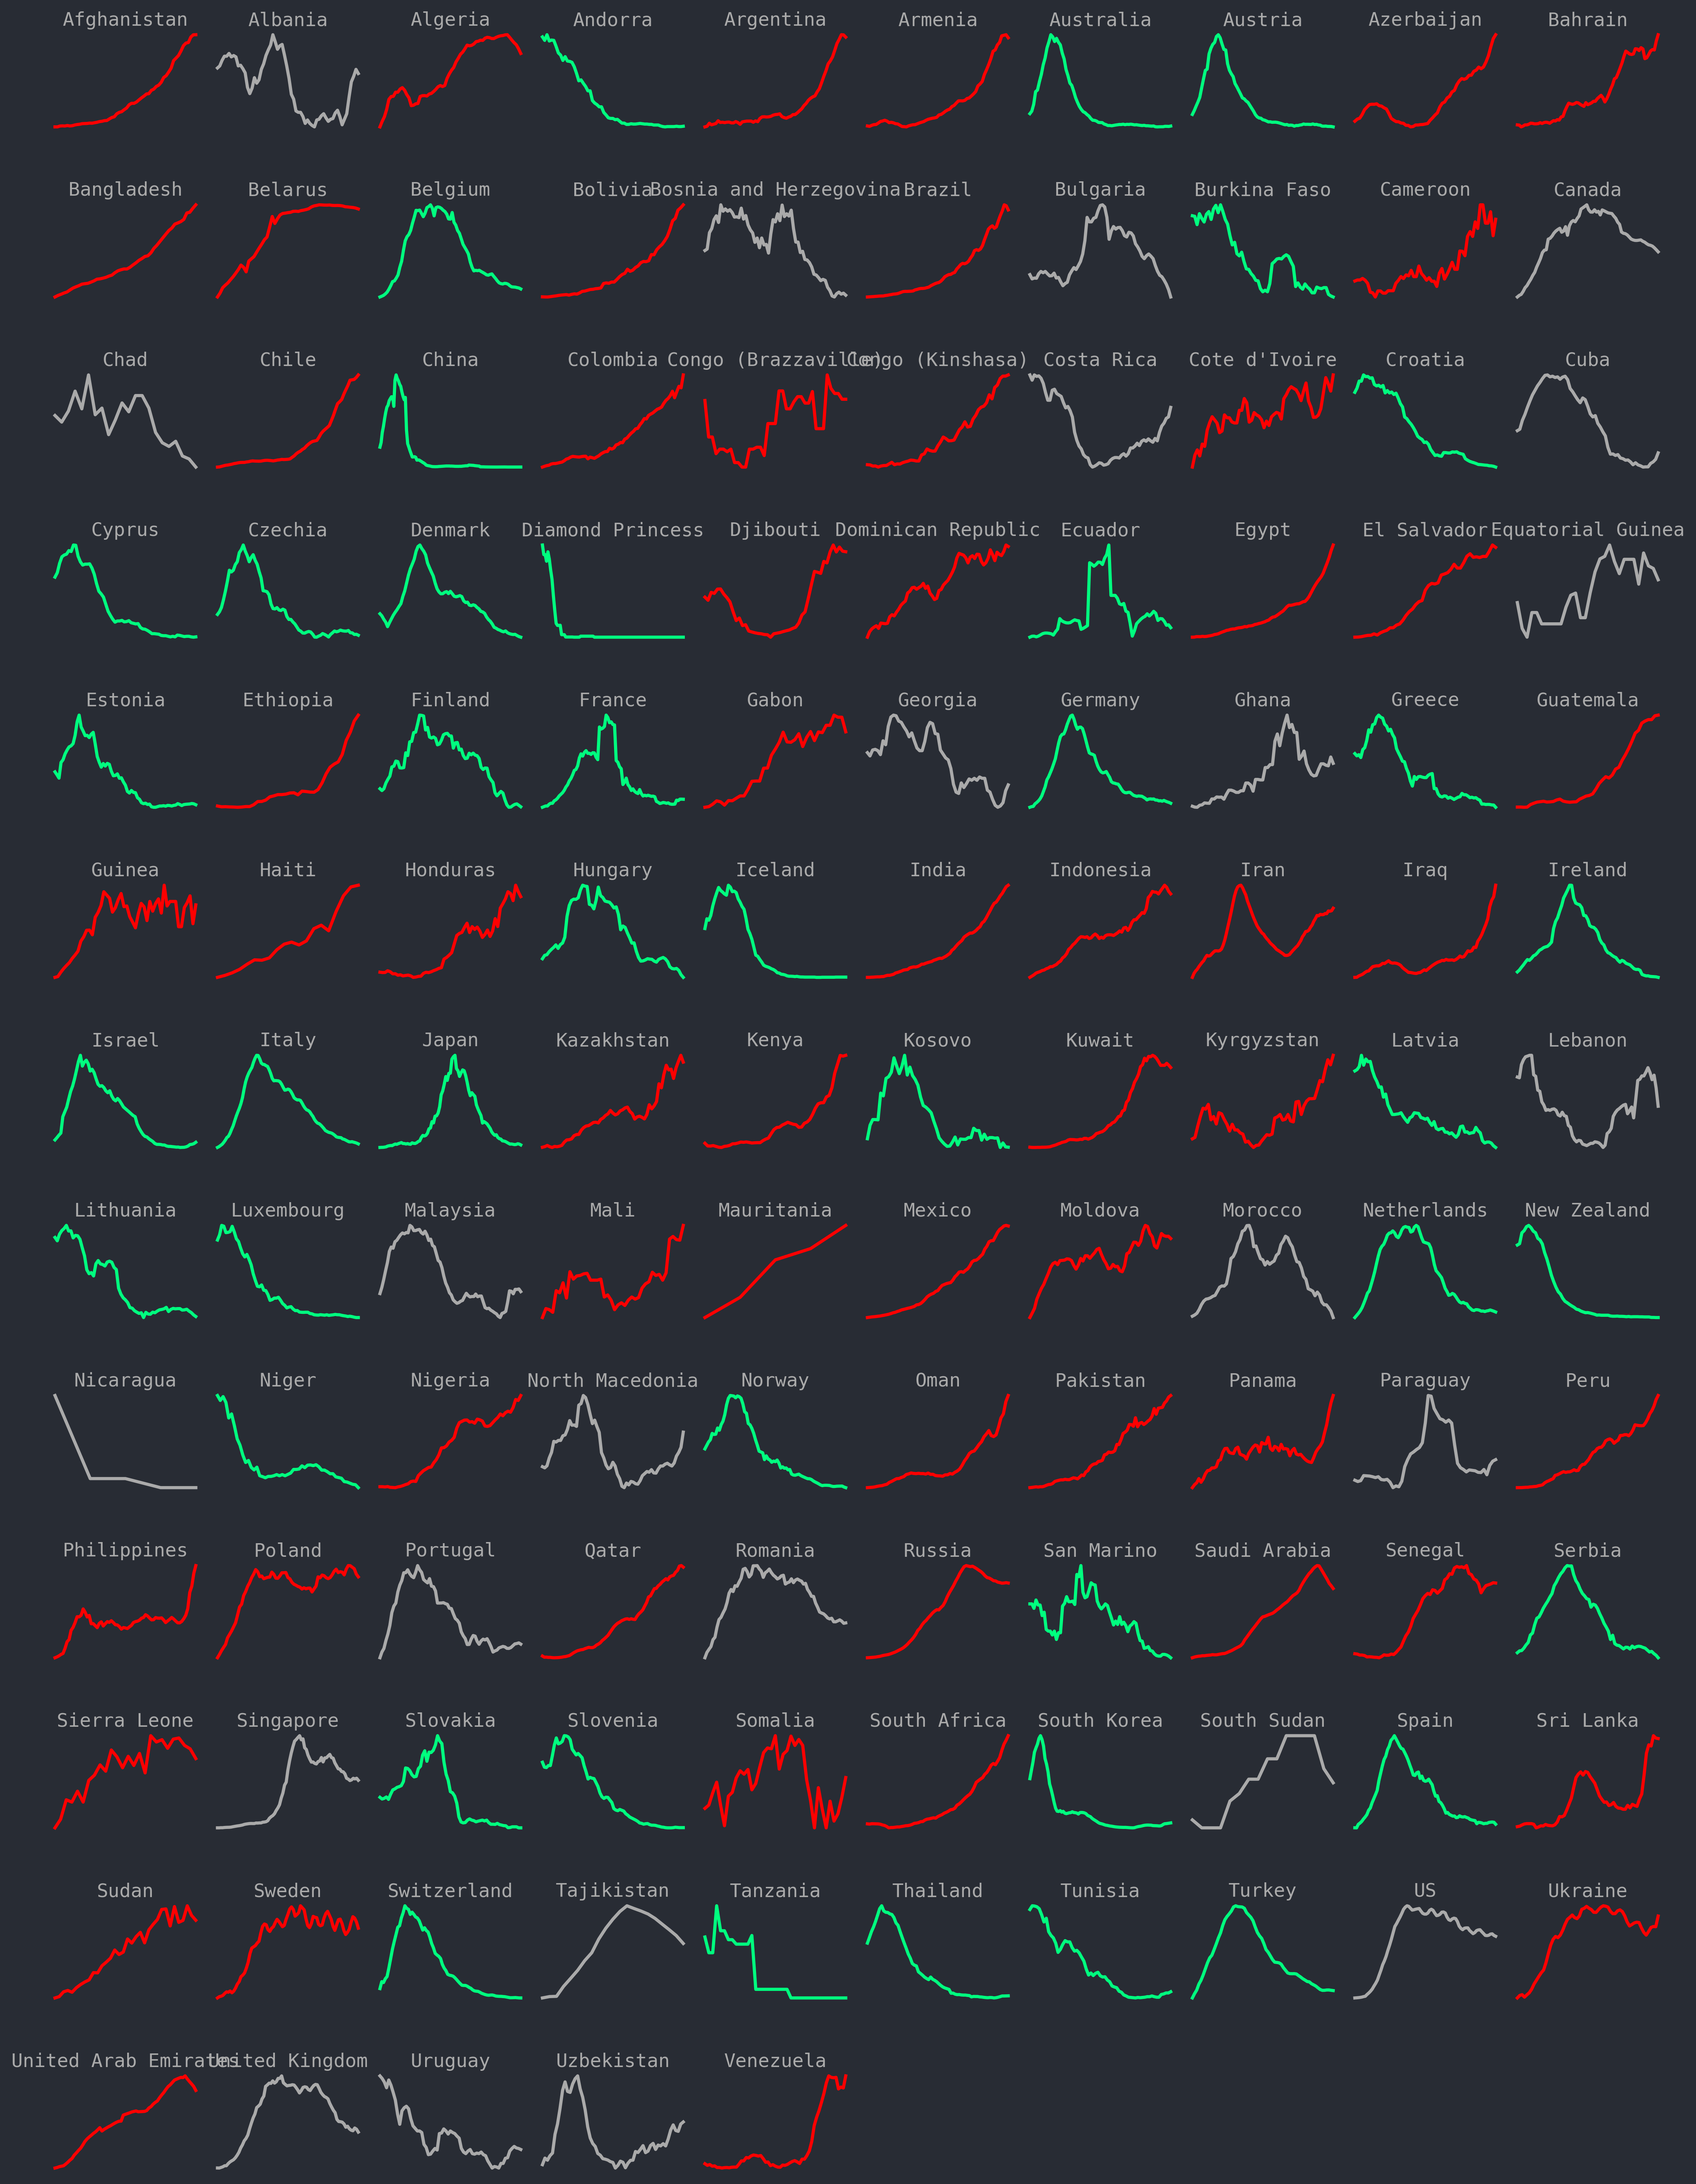 Afghanistan Albania Algeria Andorra Argentina Armenia Australia Austria Azerbaijan Bahrain
Bangladesh Belarus Belgium Bolivia Bosnia and Herzegovina Brazil Bulgaria Burkina Faso Cameroon Canada
Chad Chile China Colombia Congo (Brazzaville) Congo (Kinshasa) Costa Rica Cote d'Ivoire Croatia Cuba
Cyprus Czechia Denmark Diamond Princess Djibouti Dominican Republic Ecuador Egypt El Salvador Equatorial Guinea
Estonia Ethiopia Finland France Gabon Georgia Germany Ghana Greece Guatemala
Guinea Haiti Honduras Hungary Iceland India Indonesia Iran Iraq Ireland
Israel Italy Japan Kazakhstan Kenya Kosovo Kuwait Kyrgyzstan Latvia Lebanon
Lithuania Luxembourg Malaysia Mali Mauritania Mexico Moldova Morocco Netherlands New Zealand
Nicaragua Niger Nigeria North Macedonia Norway Oman Pakistan Panama Paraguay Peru
Philippines Poland Portugal Qatar Romania Russia San Marino Saudi Arabia Senegal Serbia
Sierra Leone Singapore Slovakia Slovenia Somalia South Africa South Korea South Sudan Spain Sri Lanka
Sudan Sweden Switzerland Tajikistan Tanzania Thailand Tunisia Turkey US Ukraine
United Arab Emirates United Kingdom Uruguay Uzbekistan Venezuela